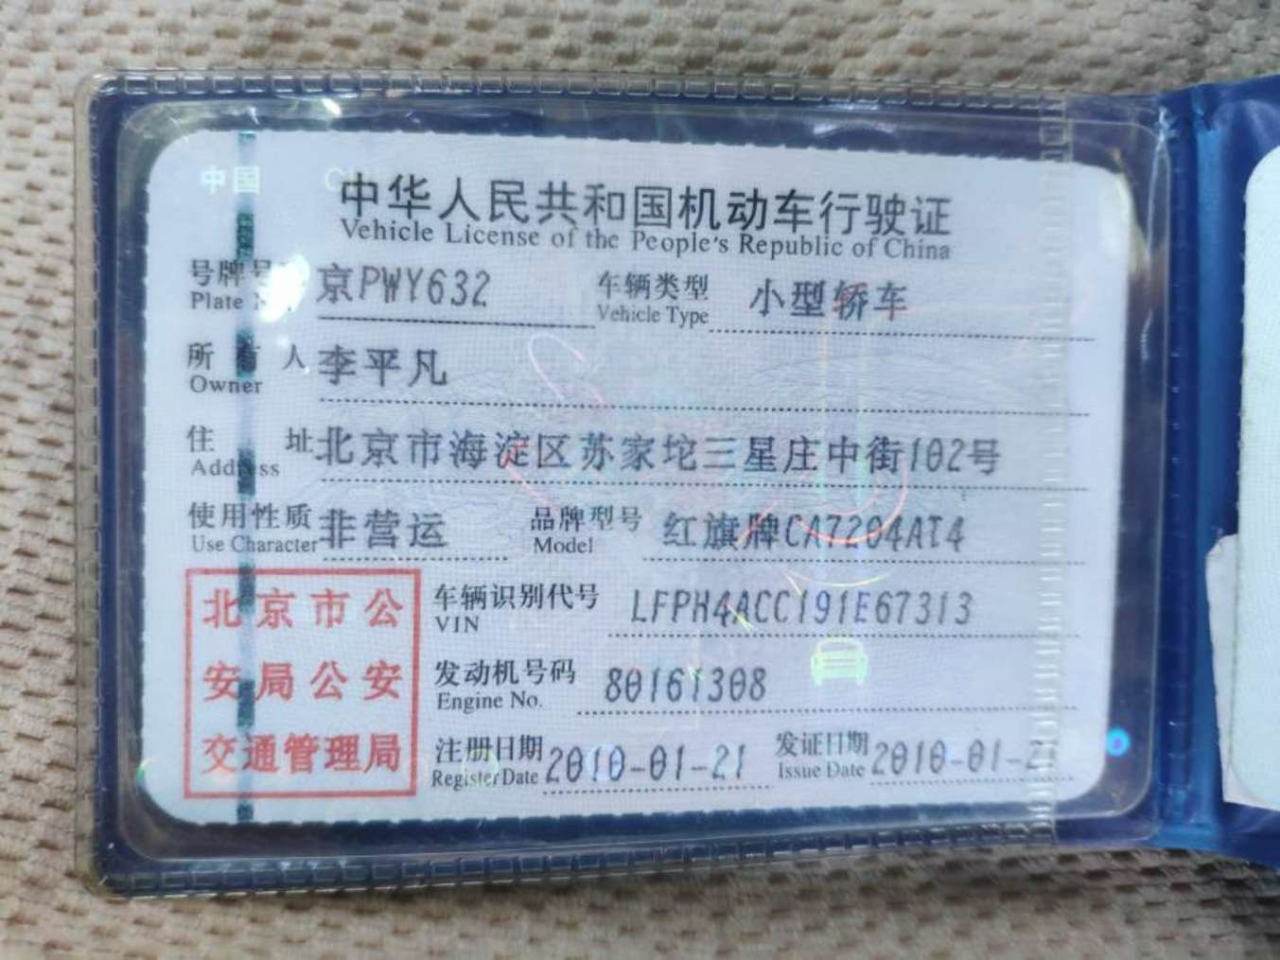 中国
中华人民共和国机动车行驶证
Vehicle License of the People's Republic of China
号牌号 京PWY632 车辆类型 小型轿车
Plate Vehicle Type
所有人 李平凡
Owner
住址 北京市海淀区苏家坨三星庄中街102号
Address
使用性质 非营运 品牌型号 红旗牌CA7204AT4
Use Character Model
车辆识别代号 LFPH4ACC191E67313
VIN
发动机号码 80161308
Engine No.
注册日期 2010-01-21 发证日期 2010-01-21
Register Date Issue Date
北京市公
安局公安
交通管理局